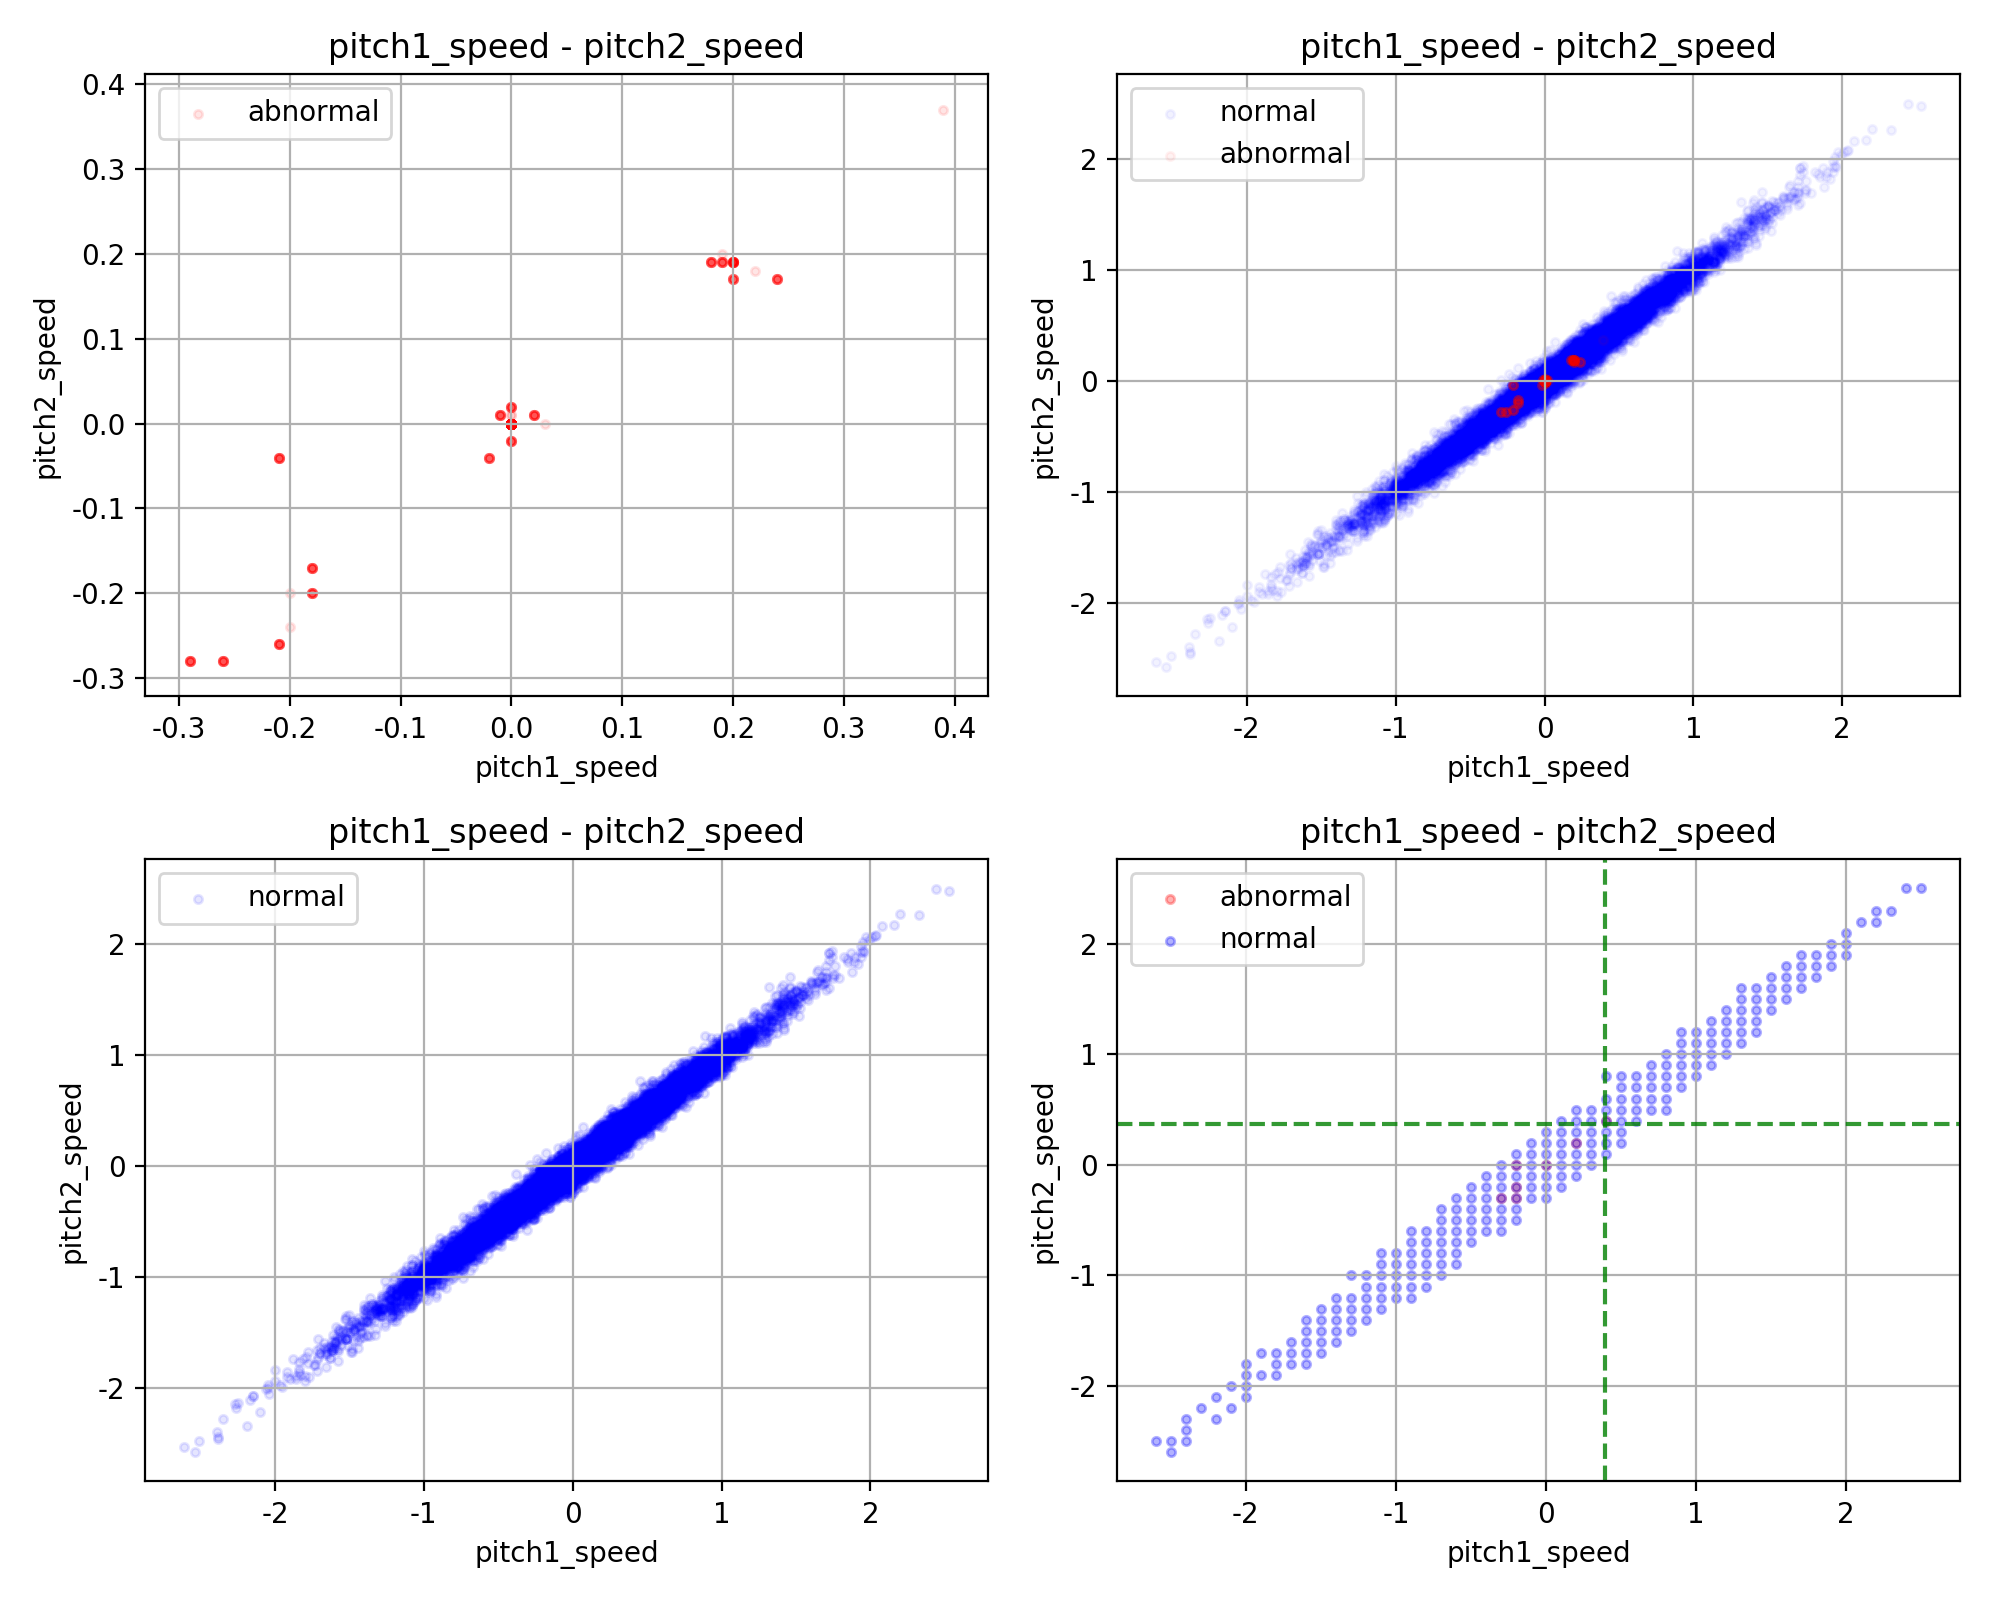 pitch1_speed - pitch2_speed
abnormal
0.4
0.3
0.2
0.1
0.0
-0.1
-0.2
-0.3
pitch2_speed
-0.3 -0.2 -0.1 0.0 0.1 0.2 0.3 0.4
pitch1_speed
pitch1_speed - pitch2_speed
normal
abnormal
2
1
0
-1
-2
pitch2_speed
-2 -1 0 1 2
pitch1_speed
pitch1_speed - pitch2_speed
normal
2
1
0
-1
-2
pitch2_speed
-2 -1 0 1 2
pitch1_speed
pitch1_speed - pitch2_speed
abnormal
normal
2
1
0
-1
-2
pitch2_speed
-2 -1 0 1 2
pitch1_speed